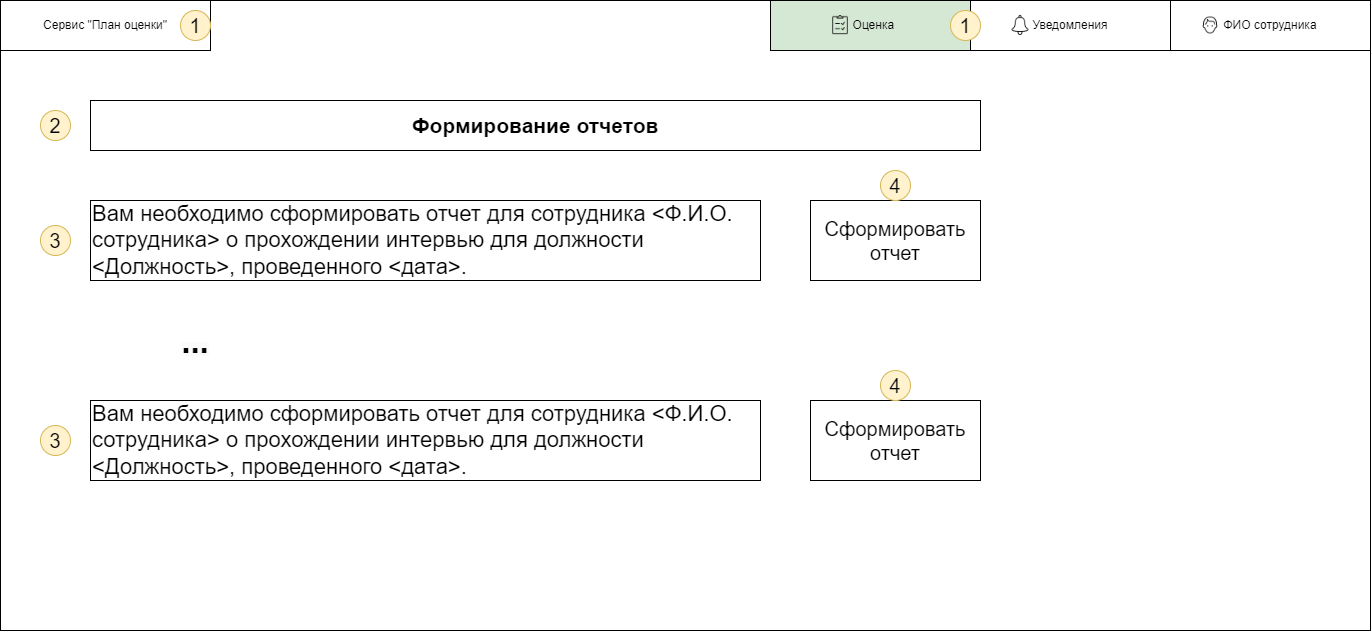 Сервис "План оценки"
1
Оценка
1
Уведомления
ФИО сотрудника
2
Формирование отчетов
4
3
Вам необходимо сформировать отчет для сотрудника <Ф.И.О.
сотрудника> о прохождении интервью для должности
<Должность>, проведенного <дата>.
Сформировать
отчет
...
4
3
Вам необходимо сформировать отчет для сотрудника <Ф.И.О.
сотрудника> о прохождении интервью для должности
<Должность>, проведенного <дата>.
Сформировать
отчет